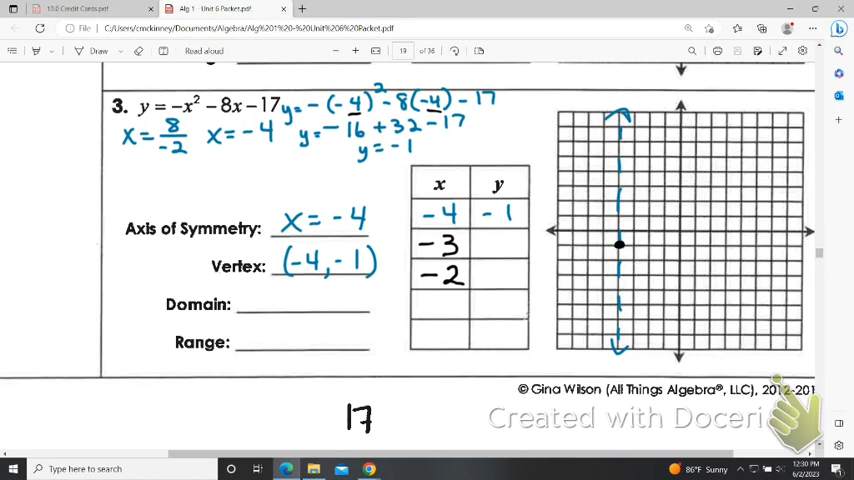 10.0 Credit Cards.pdf
Alg 1 - Unit 6 Packet.pdf
C:/Users/cmckinney/Documents/Algebra/Alg%201%20-%20Unit%206%20Packet.pdf
Draw
Read aloud
19 of 36
3. y = −x² − 8x − 17 y = -(-4)² - 8(-4) - 17
x = 8/-2 x = -4 y = -16 + 32 - 17
y = -1
x y
Axis of Symmetry: x = -4
-4 -1
-3
Vertex: (-4, -1)
-2
Domain:
Range:
© Gina Wilson (All Things Algebra®, LLC), 2012-201
17
Created with Doceri
Type here to search
86°F Sunny
12:30 PM
6/2/2023